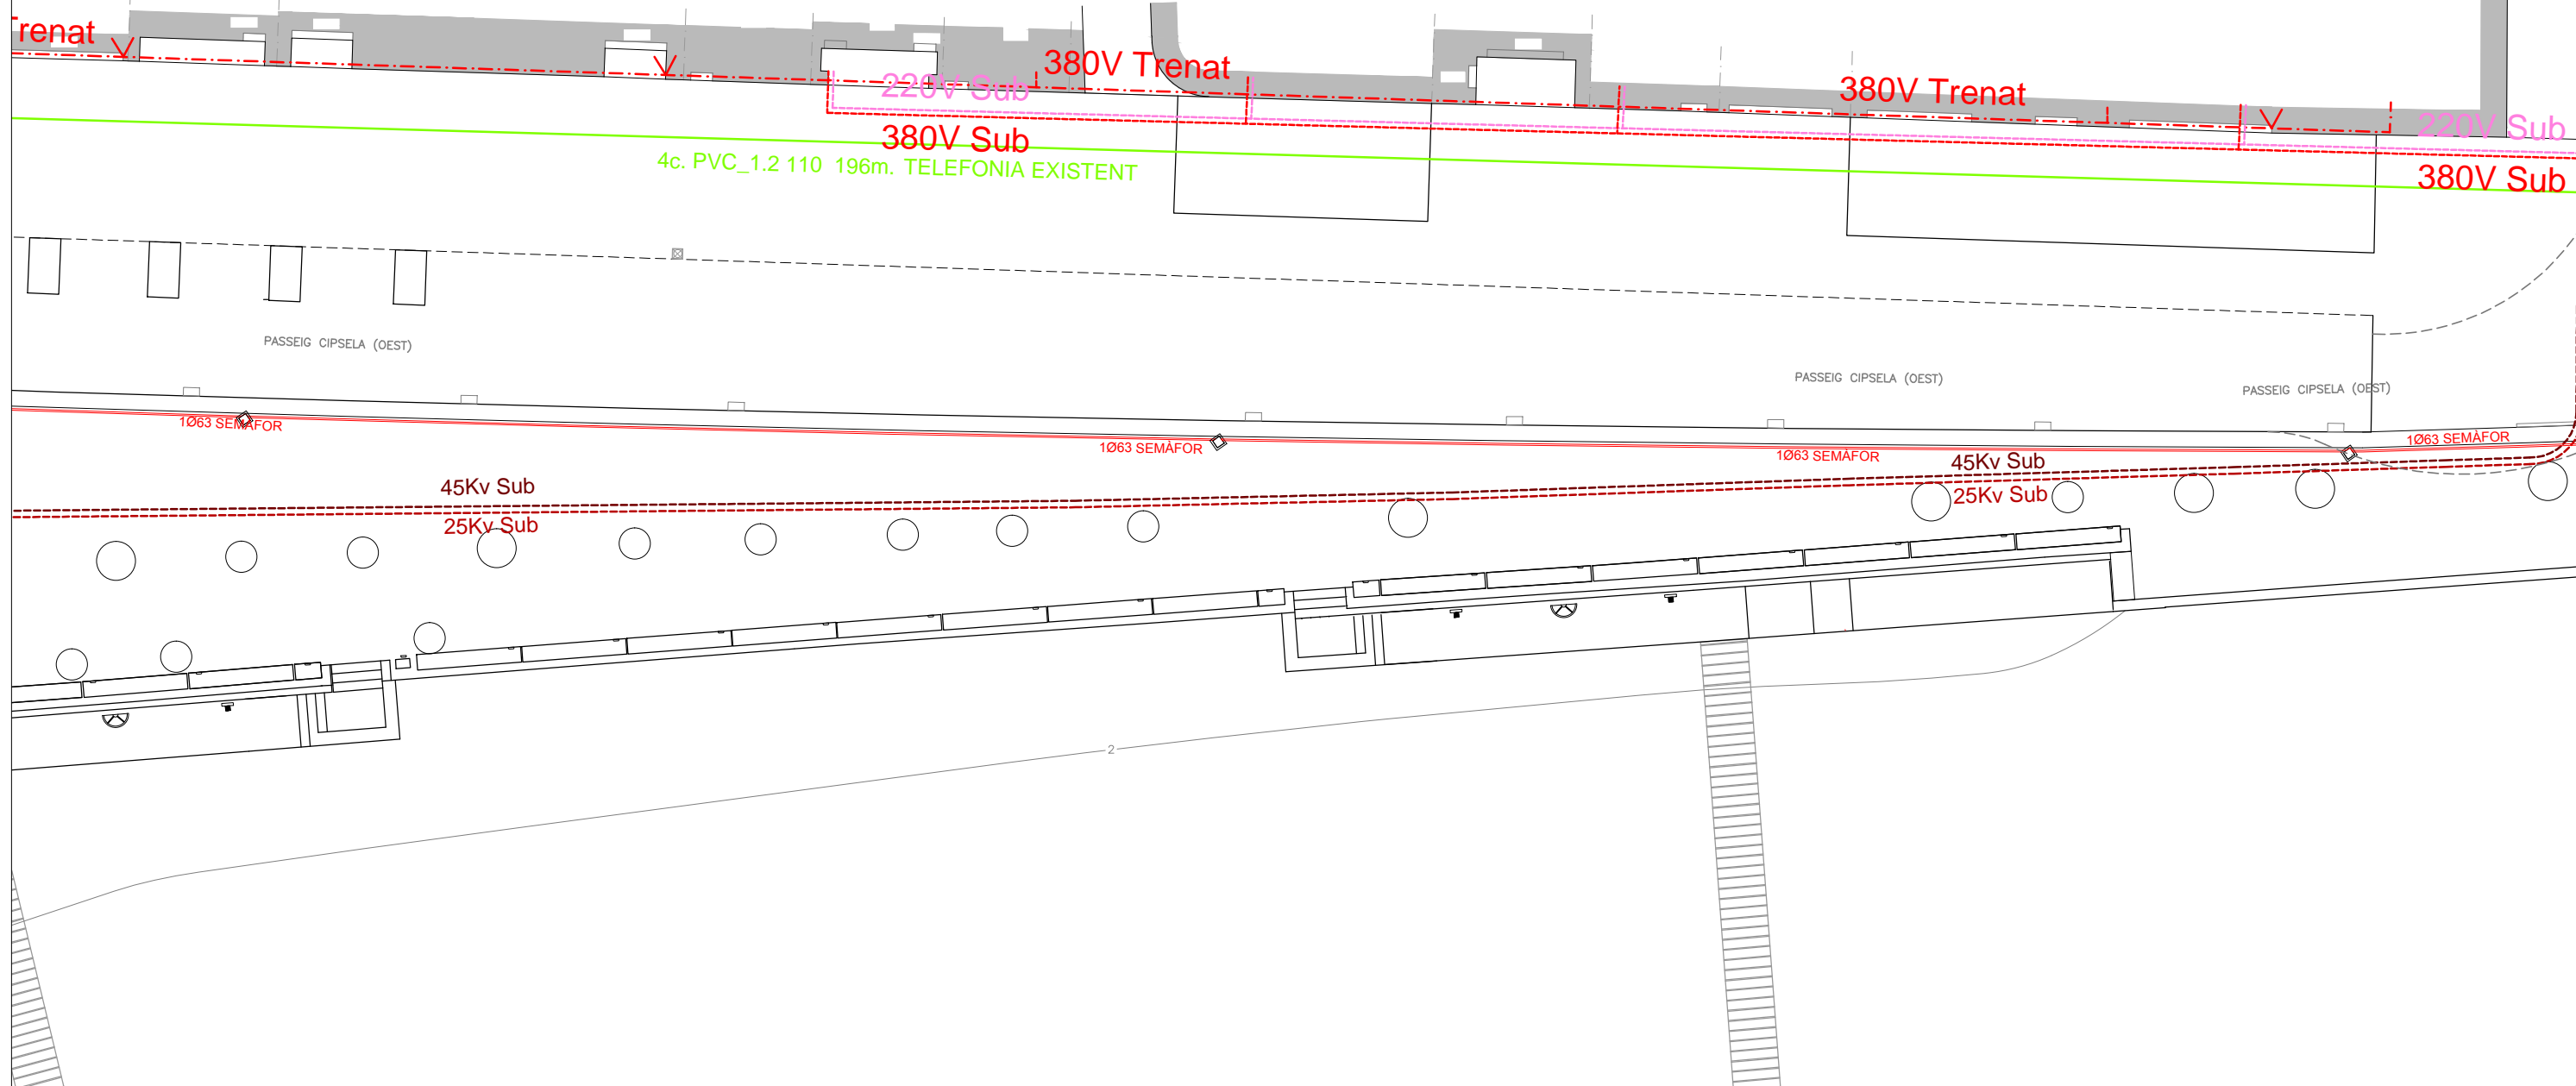 Trenat
380V Trenat
220V Sub
380V Trenat
220V Sub
380V Sub
4c. PVC_1.2 110 196m. TELEFONIA EXISTENT
380V Sub
PASSEIG CIPSELA (OEST)
PASSEIG CIPSELA (OEST)
PASSEIG CIPSELA (OEST)
1Ø63 SEMÀFOR
1Ø63 SEMÀFOR
1Ø63 SEMÀFOR
1Ø63 SEMÀFOR
45Kv Sub
25Kv Sub
45Kv Sub
25Kv Sub
2